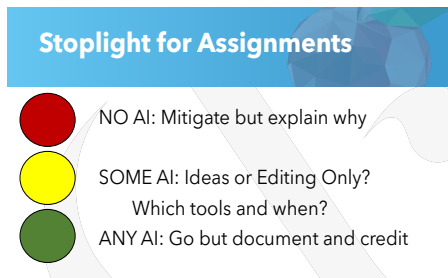 Stoplight for Assignments
NO AI: Mitigate but explain why
SOME AI: Ideas or Editing Only?
Which tools and when?
ANY AI: Go but document and credit